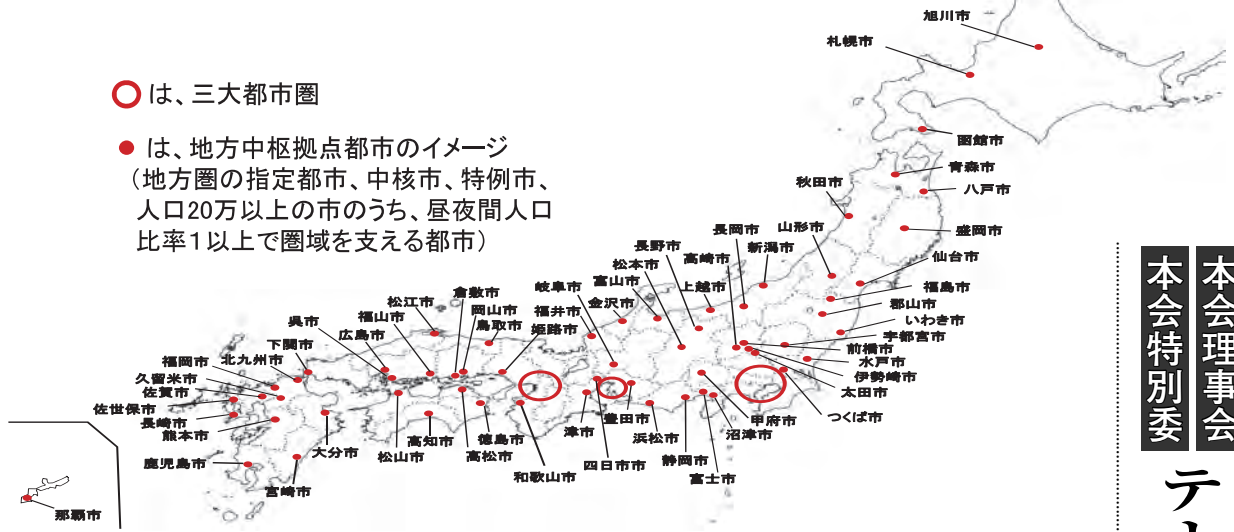 は、三大都市圏
は、地方中枢拠点都市のイメージ
（地方圏の指定都市、中核市、特例市、
人口20万以上の市のうち、昼夜間人口
比率１以上で圏域を支える都市）
旭川市
札幌市
函館市
青森市
八戸市
秋田市
盛岡市
山形市
仙台市
長岡市
新潟市
福島市
長野市
高崎市
郡山市
松本市
いわき市
富山市
上越市
宇都宮市
岐阜市
金沢市
前橋市
水戸市
福井市
伊勢崎市
倉敷市
太田市
松江市
岡山市
つくば市
福山市
鳥取市
姫路市
呉市
広島市
下関市
北九州市
福岡市
久留米市
佐賀市
佐世保市
長崎市
熊本市
大分市
松山市
高知市
徳島市
高松市
和歌山市
津市
四日市市
豊田市
浜松市
静岡市
甲府市
沼津市
富士市
鹿児島市
宮崎市
那覇市
本会理事会
本会特別委
テ